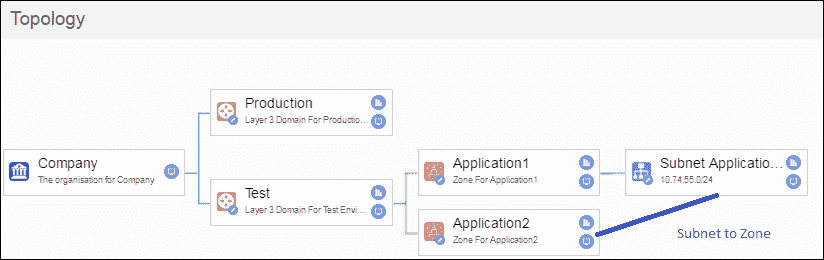 Topology
Production
Layer 3 Domain For Productio...
Company
The organisation for Company
Application1
Zone For Application1
Subnet Applicatio...
10.74.55.0/24
Test
Layer 3 Domain For Test Envi...
Application2
Zone For Application2
Subnet to Zone